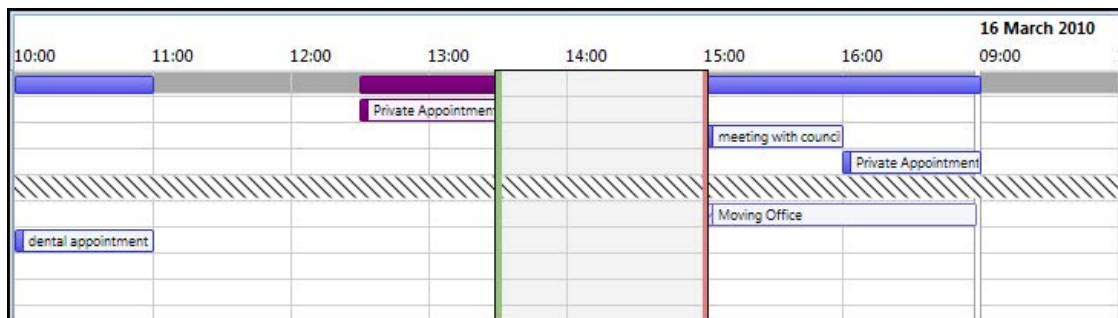 16 March 2010
10:00 11:00 12:00 13:00 14:00 15:00 16:00 09:00
Private Appointmen
meeting with counci
Private Appointment
Moving Office
dental appointment